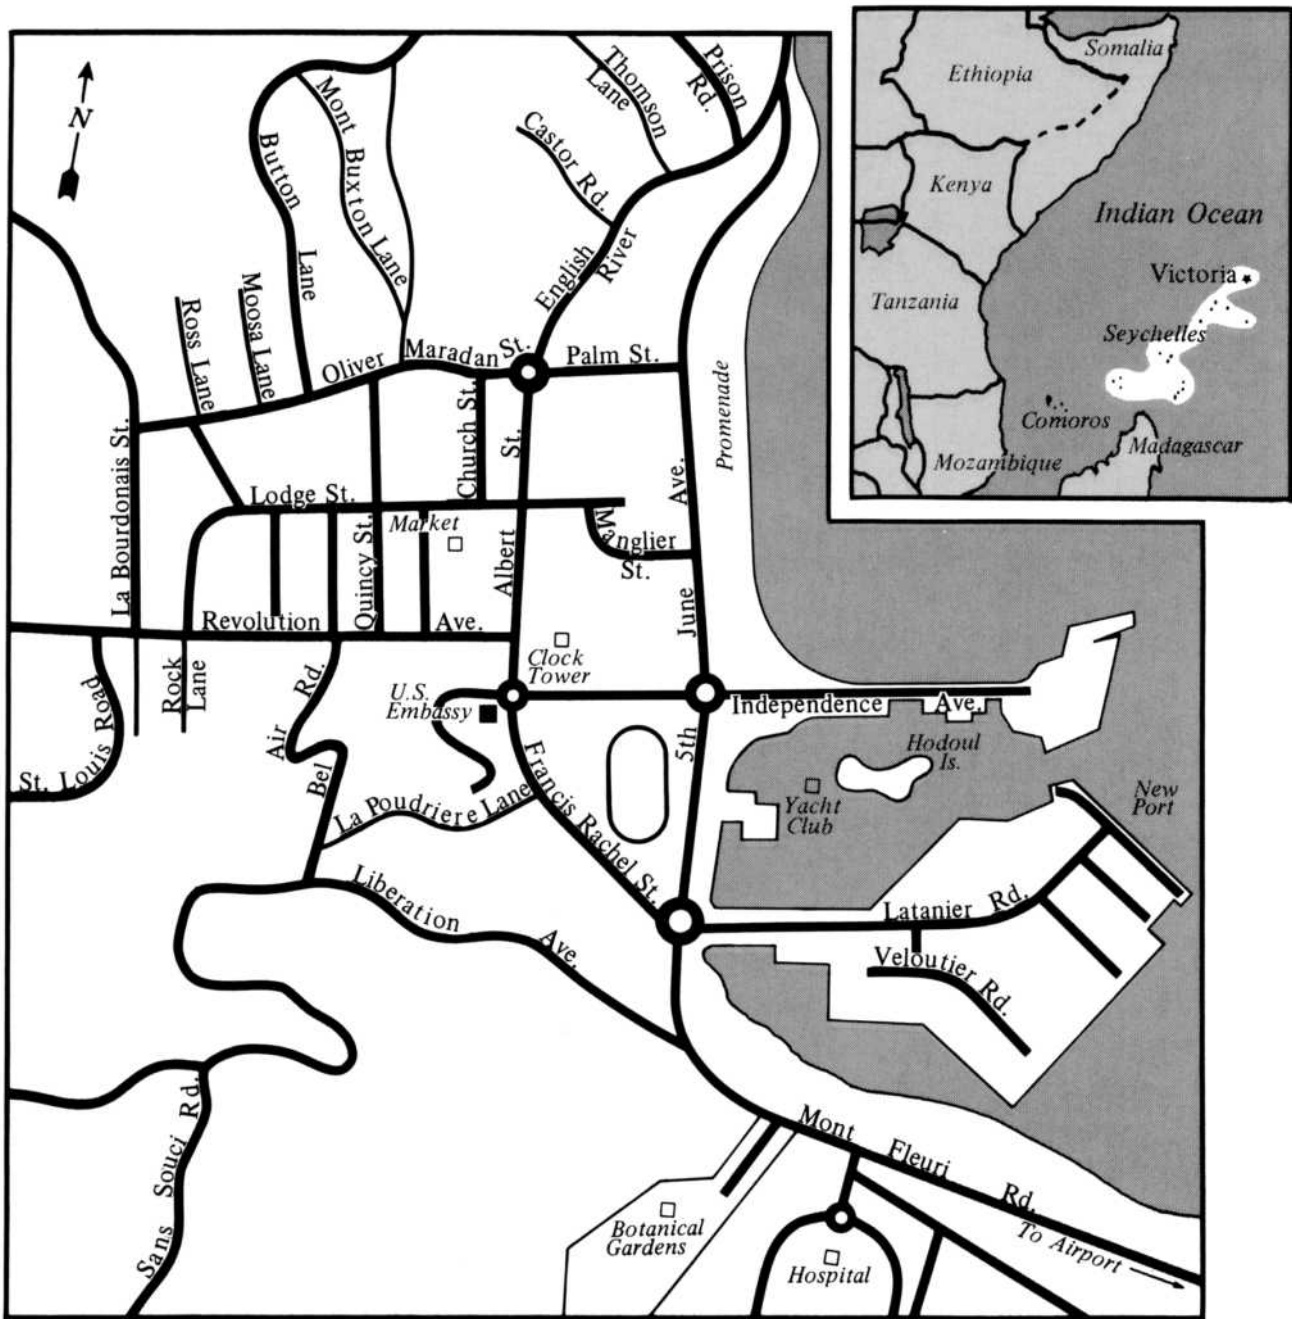 N
Button
Lane
Mont
Buxton
Lane
Thomson
Lane
Prison
Rd.
Castor Rd.
English
River
Ross Lane
Moosa Lane
Oliver
Maradan St.
Palm St.
Church St.
La Bourdonais St.
Lodge St.
Market
Quincy St.
Albert
St.
Manglier
St.
Promenade
5th
June
Ave.
Revolution
Ave.
Clock
Tower
U.S.
Embassy
Independence
Ave.
Rock
Lane
St. Louis Road
Bel
Air
Rd.
La Poudriere Lane
Francis Rachel St.
Hodoul
Is.
Yacht
Club
New
Port
Liberation
Ave.
Latanier Rd.
Veloutier Rd.
Sans Souci Rd.
Mont
Fleuri
Rd.
To Airport
Botanical
Gardens
Hospital
Ethiopia
Somalia
Kenya
Indian Ocean
Victoria
Tanzania
Seychelles
Comoros
Madagascar
Mozambique